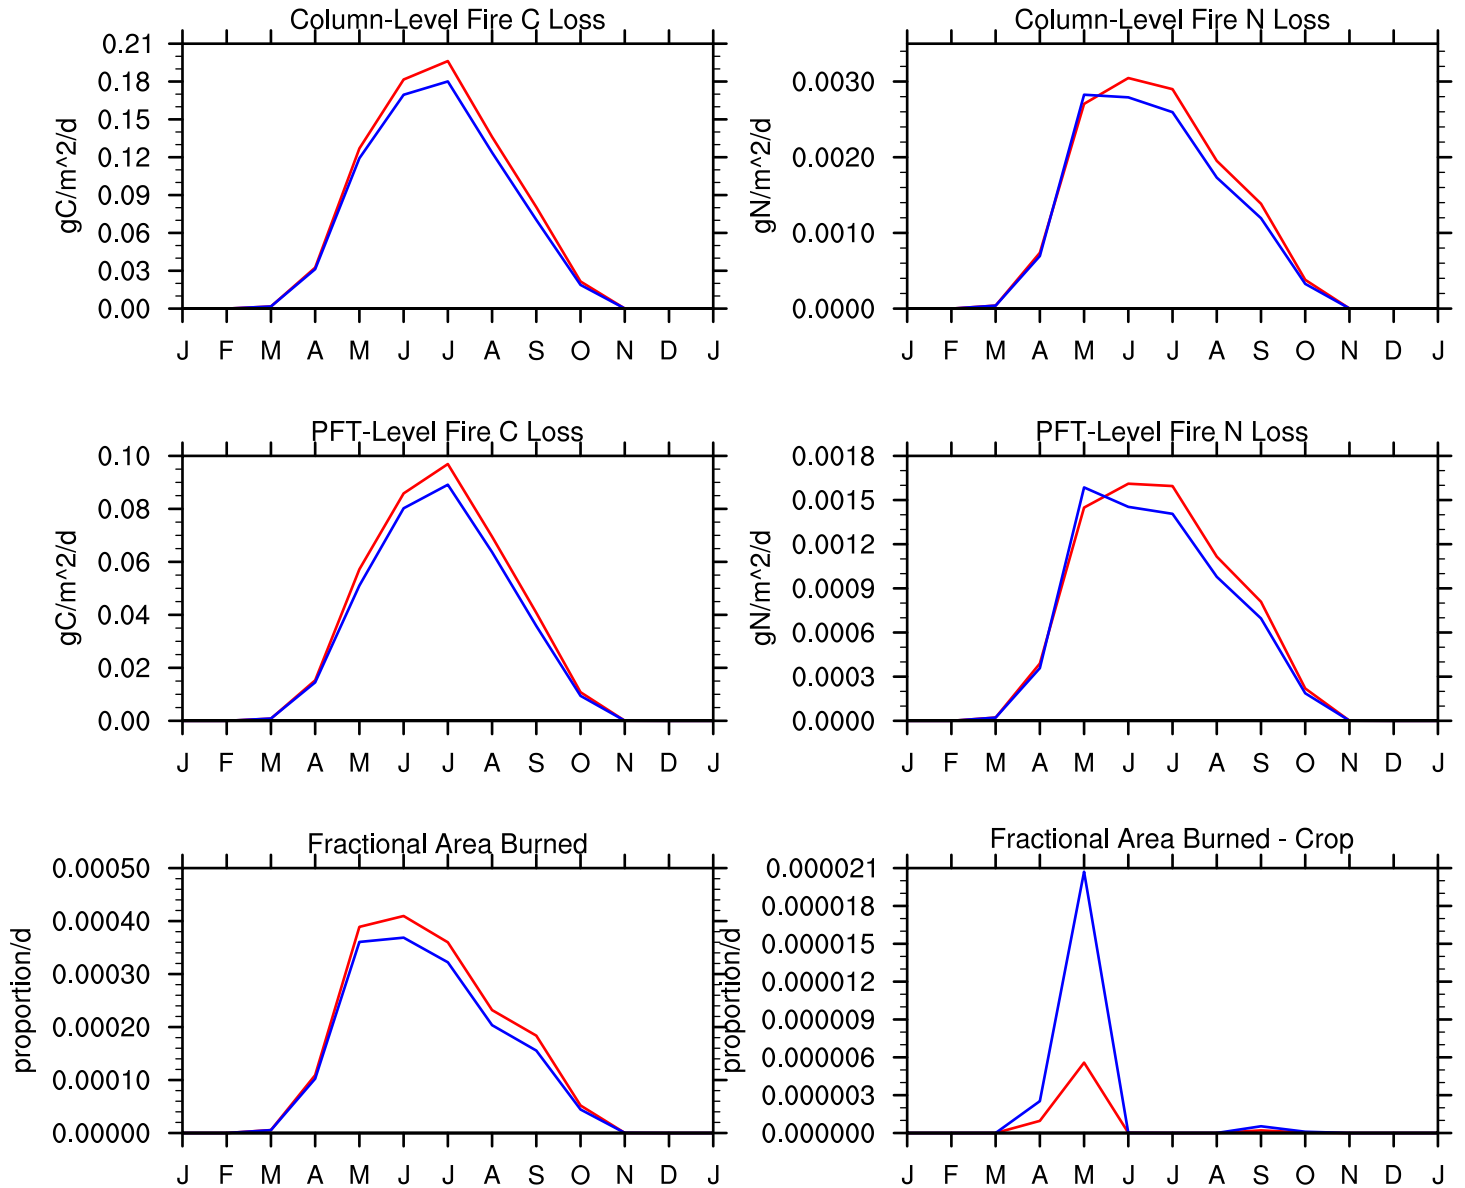 Column-Level Fire C Loss
gC/m^2/d
0.21
0.18
0.15
0.12
0.09
0.06
0.03
0.00
J F M A M J J A S O N D J
Column-Level Fire N Loss
gN/m^2/d
0.0030
0.0020
0.0010
0.0000
J F M A M J J A S O N D J
PFT-Level Fire C Loss
gC/m^2/d
0.10
0.08
0.06
0.04
0.02
0.00
J F M A M J J A S O N D J
PFT-Level Fire N Loss
gN/m^2/d
0.0018
0.0015
0.0012
0.0009
0.0006
0.0003
0.0000
J F M A M J J A S O N D J
Fractional Area Burned
proportion/d
0.00050
0.00040
0.00030
0.00020
0.00010
0.00000
J F M A M J J A S O N D J
Fractional Area Burned - Crop
proportion/d
0.000021
0.000018
0.000015
0.000012
0.000009
0.000006
0.000003
0.000000
J F M A M J J A S O N D J